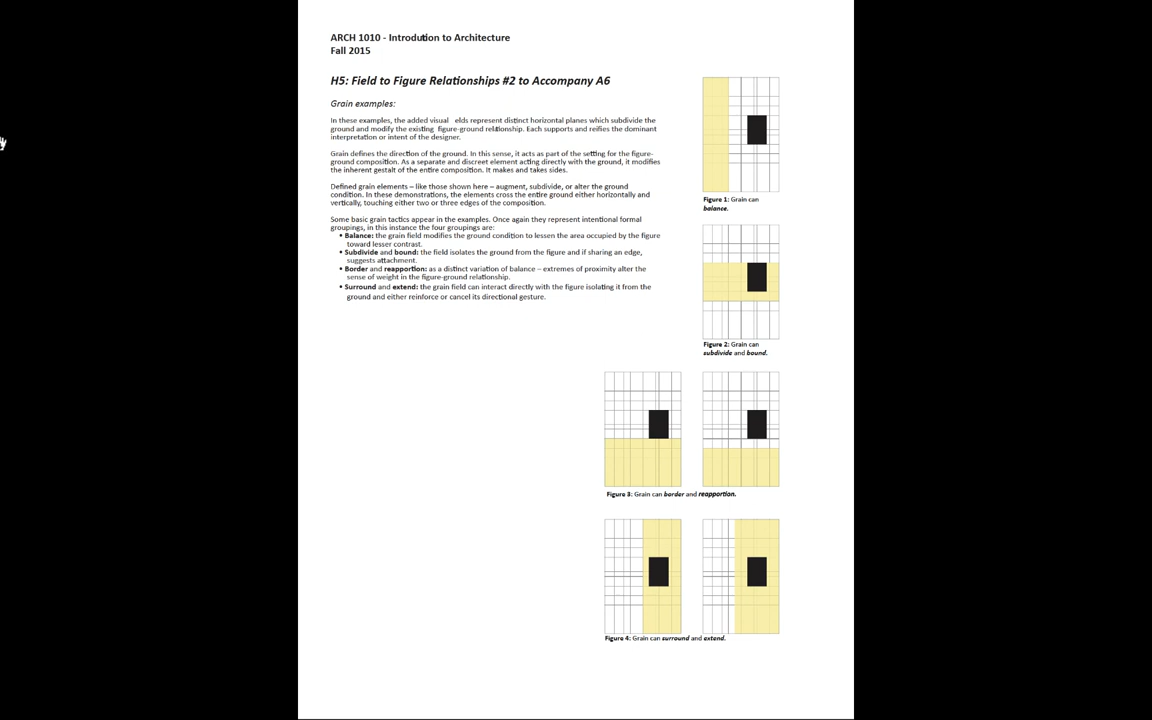 ARCH 1010 - Introdution to Architecture
Fall 2015
H5: Field to Figure Relationships #2 to Accompany A6
Grain examples:
In these examples, the added visual elds represent distinct horizontal planes which subdivide the
ground and modify the existing figure-ground relationship. Each supports and reifies the dominant
interpretation or intent of the designer.
Grain defines the direction of the ground. In this sense, it acts as part of the setting for the figure-
ground composition. As a separate and discreet element acting directly with the ground, it modifies
the inherent gestalt of the entire composition. It makes and takes sides.
Defined grain elements – like those shown here – augment, subdivide, or alter the ground
condition. In these demonstrations, the elements cross the entire ground either horizontally and
vertically, touching either two or three edges of the composition.
Some basic grain tactics appear in the examples. Once again they represent intentional formal
groupings, in this instance the four groupings are:
• Balance: the grain field modifies the ground condition to lessen the area occupied by the figure
toward lesser contrast.
• Subdivide and bound: the field isolates the ground from the figure and if sharing an edge,
suggests attachment.
• Border and reapportion: as a distinct variation of balance – extremes of proximity alter the
sense of weight in the figure-ground relationship.
• Surround and extend: the grain field can interact directly with the figure isolating it from the
ground and either reinforce or cancel its directional gesture.
Figure 1: Grain can
balance.
Figure 2: Grain can
subdivide and bound.
Figure 3: Grain can border and reapportion.
Figure 4: Grain can surround and extend.